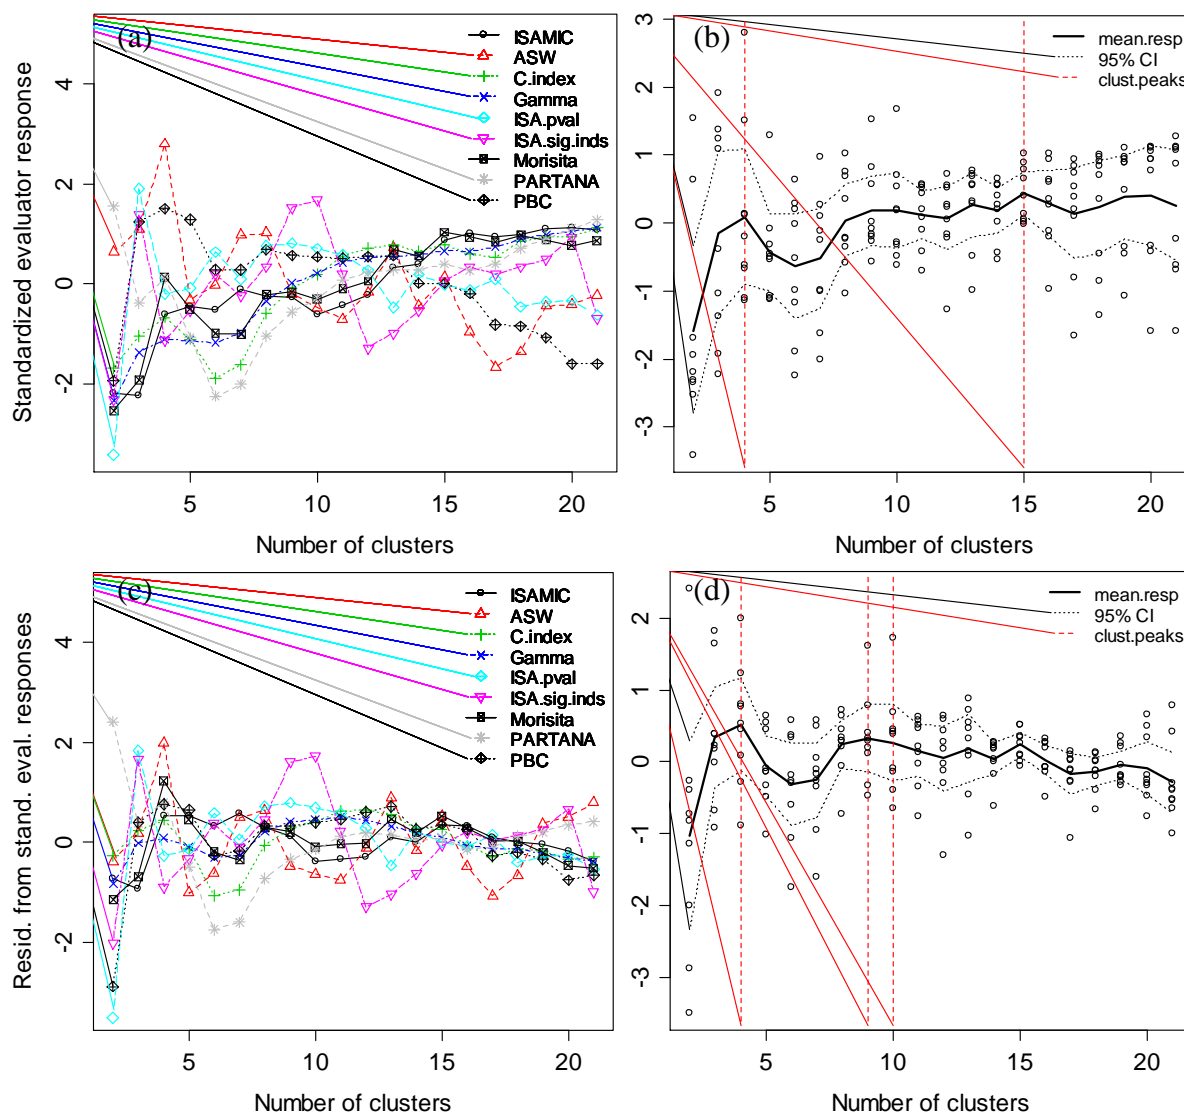 (a)
Standardized evaluator response
4
2
0
-2
ISAMIC
ASW
C.index
Gamma
ISA.pval
ISA.sig.inds
Morisita
PARTANA
PBC
5 10 15 20
Number of clusters
(b)
3
2
1
0
-1
-2
-3
mean.resp
95% CI
clust.peaks
5 10 15 20
Number of clusters
(c)
Resid. from stand. eval. responses
4
2
0
-2
ISAMIC
ASW
C.index
Gamma
ISA.pval
ISA.sig.inds
Morisita
PARTANA
PBC
5 10 15 20
Number of clusters
(d)
2
1
0
-1
-2
-3
mean.resp
95% CI
clust.peaks
5 10 15 20
Number of clusters